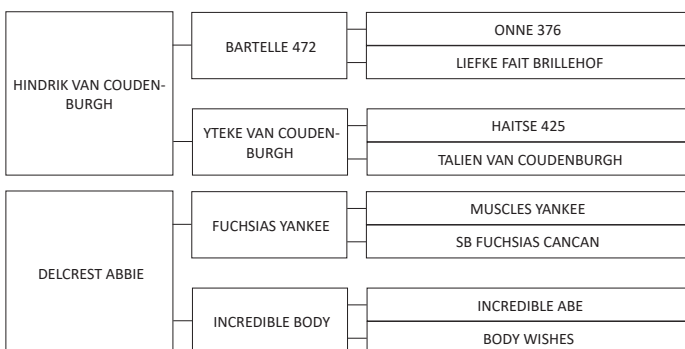 HINDRIK VAN COUDEN-
BURGH
BARTELLE 472
ONNE 376
LIEFKE FAIT BRILLEHOF
YTEKE VAN COUDEN-
BURGH
HAITSE 425
TALIEN VAN COUDENBURGH
DELCREST ABBIE
FUCHSIAS YANKEE
MUSCLES YANKEE
SB FUCHSIAS CANCAN
INCREDIBLE BODY
INCREDIBLE ABE
BODY WISHES